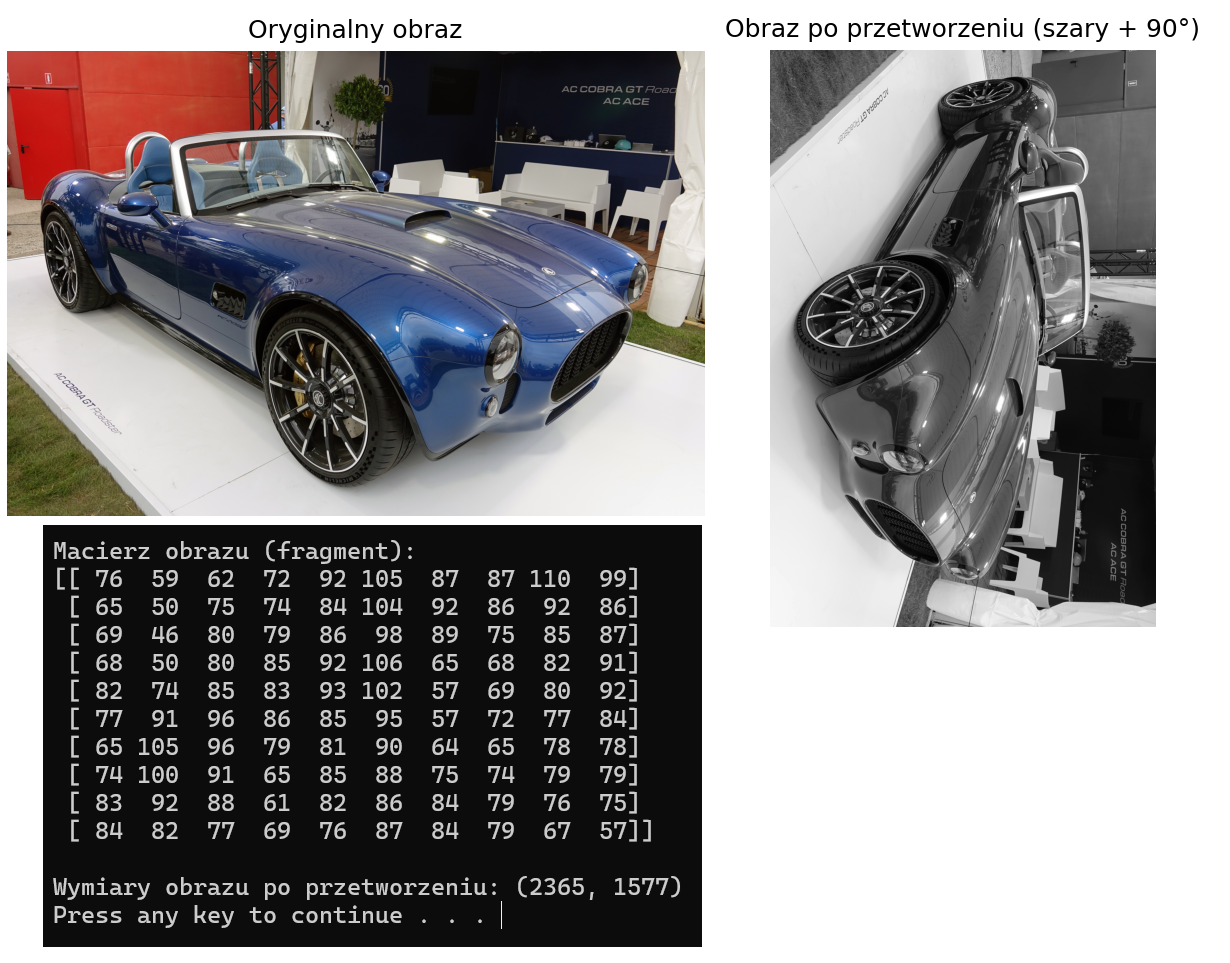 Oryginalny obraz
Obraz po przetworzeniu (szary + 90°)
AC COBRA GT Road
AC ACE
AC COBRA GT Roadster
AC COBRA GT Roadster
AC COBRA GT Road
AC ACE
Macierz obrazu (fragment):
[[ 76  59  62  72  92 105  87  87 110  99]
 [ 65  50  75  74  84 104  92  86  92  86]
 [ 69  46  80  79  86  98  89  75  85  87]
 [ 68  50  80  85  92 106  65  68  82  91]
 [ 82  74  85  83  93 102  57  69  80  92]
 [ 77  91  96  86  85  95  57  72  77  84]
 [ 65 105  96  79  81  90  64  65  78  78]
 [ 74 100  91  65  85  88  75  74  79  79]
 [ 83  92  88  61  82  86  84  79  76  75]
 [ 84  82  77  69  76  87  84  79  67  57]]
Wymiary obrazu po przetworzeniu: (2365, 1577)
Press any key to continue . . .